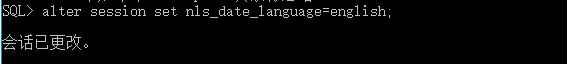 SQL> alter session set nls_date_language=english;
会话已更改。